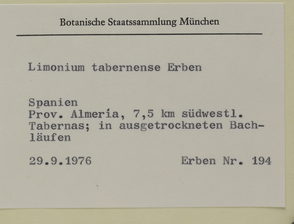 Botanische Staatssammlung München
Limonium tabernense Erben
Spanien
Prov. Almería, 7,5 km südwestl.
Tabernas; in ausgetrockneten Bach-
läufen
29.9.1976 Erben Nr. 194